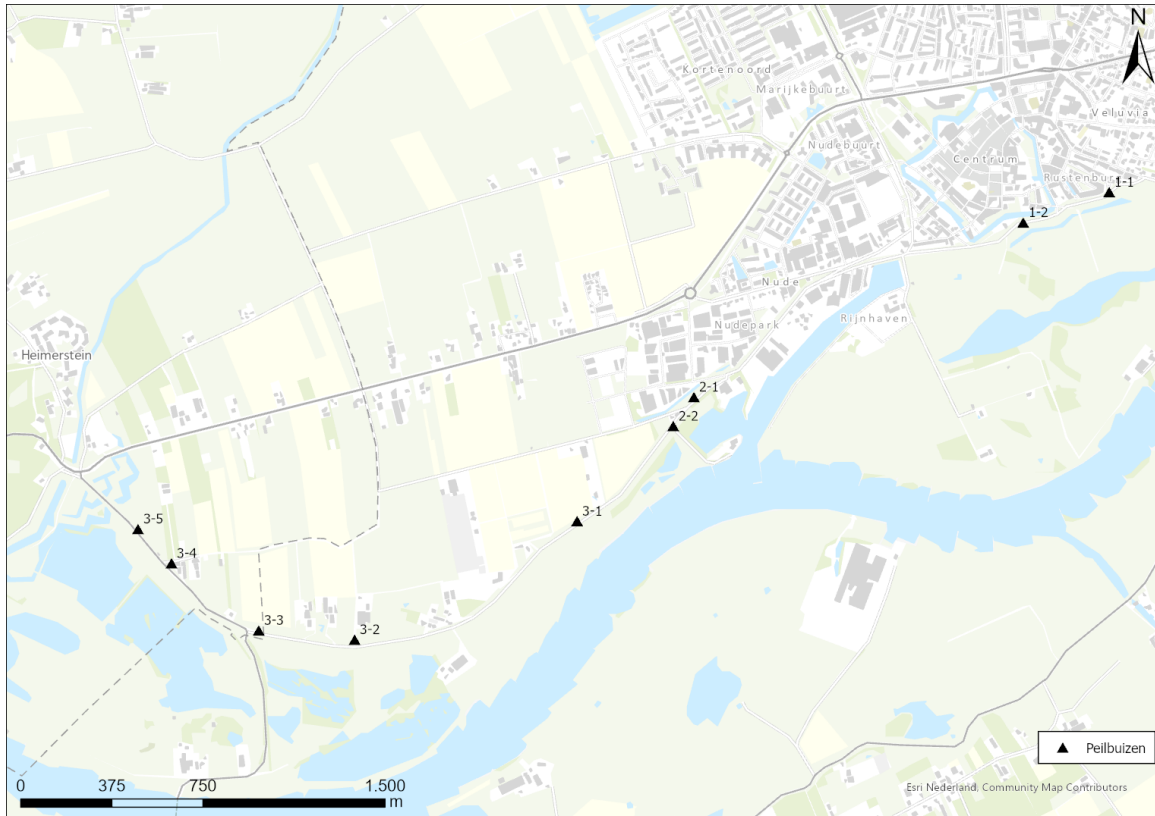 N
Kortenoord
Marijkebuurt
Veluvia
Nudebuurt
Centrum
Rustenburg
1-1
1-2
Nude
Rijnhaven
Nudepark
Heimerstein
2-1
2-2
3-1
3-5
3-4
3-3
3-2
Peilbuizen
0 375 750 1.500
m
Esri Nederland, Community Map Contributors